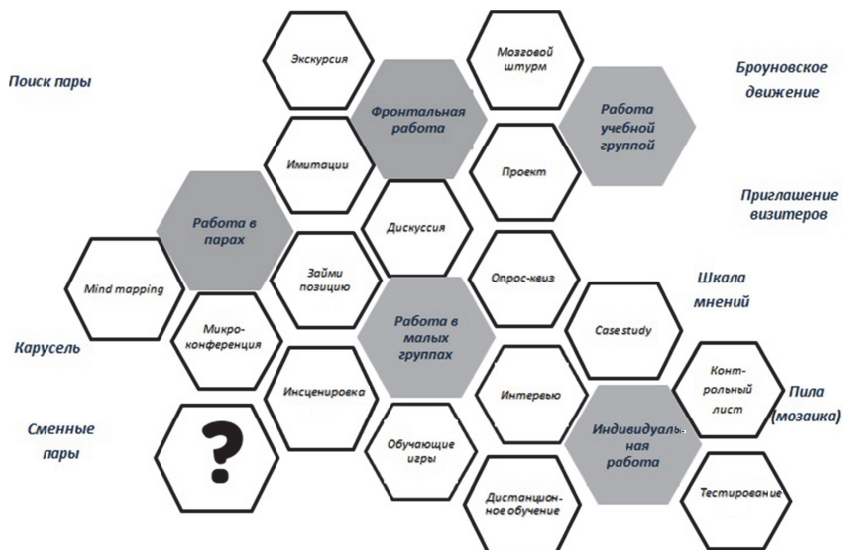 Экскурсия
Мозговой
штурм
Поиск пары
Броуновское
движение
Фронтальная
работа
Работа
учебной
группой
Имитации
Проект
Приглашение
визитеров
Работа в
парах
Дискуссия
Mind mapping
Займи
позицию
Опрос-квиз
Шкала
мнений
Карусель
Микро-
конференция
Работа в
малых
группах
Case study
Конт-
рольный
лист
Пила
(мозаика)
Инсценировка
Интервью
Сменные
пары
?
Обучающие
игры
Индивидуаль-
ная
работа
Дистанцион-
ное обучение
Тестирование